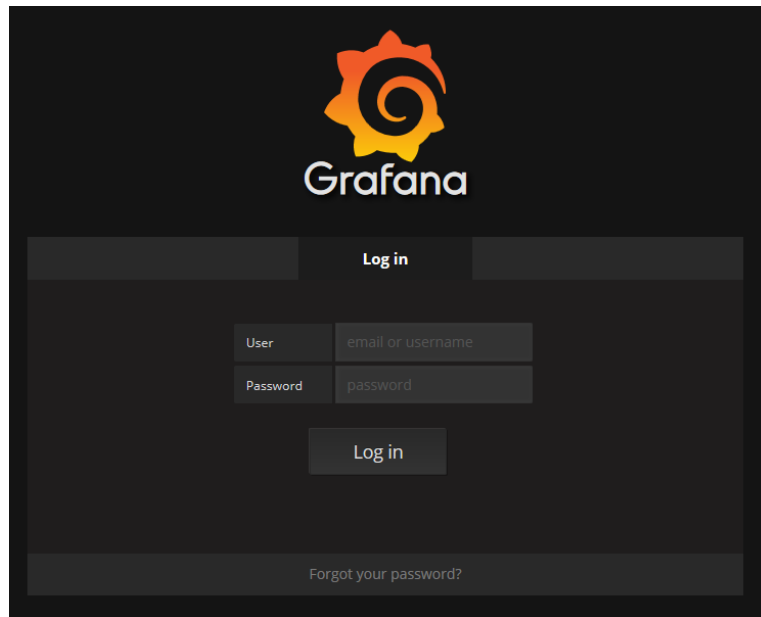 Grafana
Log in
User email or username
Password password
Log in
Forgot your password?